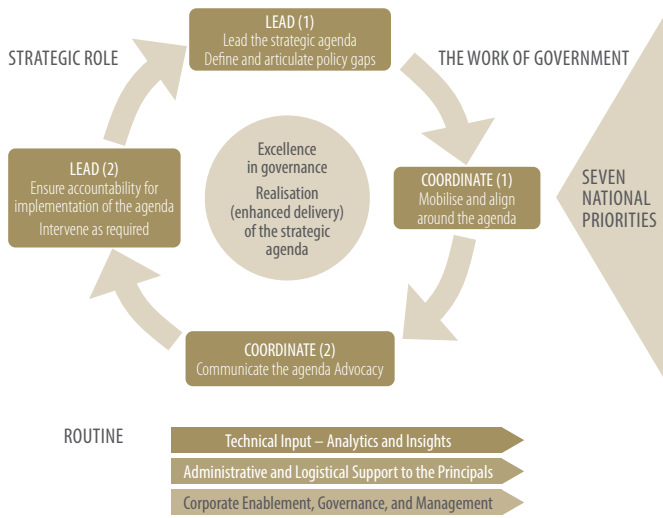 LEAD (1)
Lead the strategic agenda
Define and articulate policy gaps
STRATEGIC ROLE
THE WORK OF GOVERNMENT
LEAD (2)
Ensure accountability for
implementation of the agenda
Intervene as required
Excellence
in governance
Realisation
(enhanced delivery)
of the strategic
agenda
COORDINATE (1)
Mobilise and align
around the agenda
SEVEN
NATIONAL
PRIORITIES
COORDINATE (2)
Communicate the agenda Advocacy
ROUTINE
Technical Input – Analytics and Insights
Administrative and Logistical Support to the Principals
Corporate Enablement, Governance, and Management